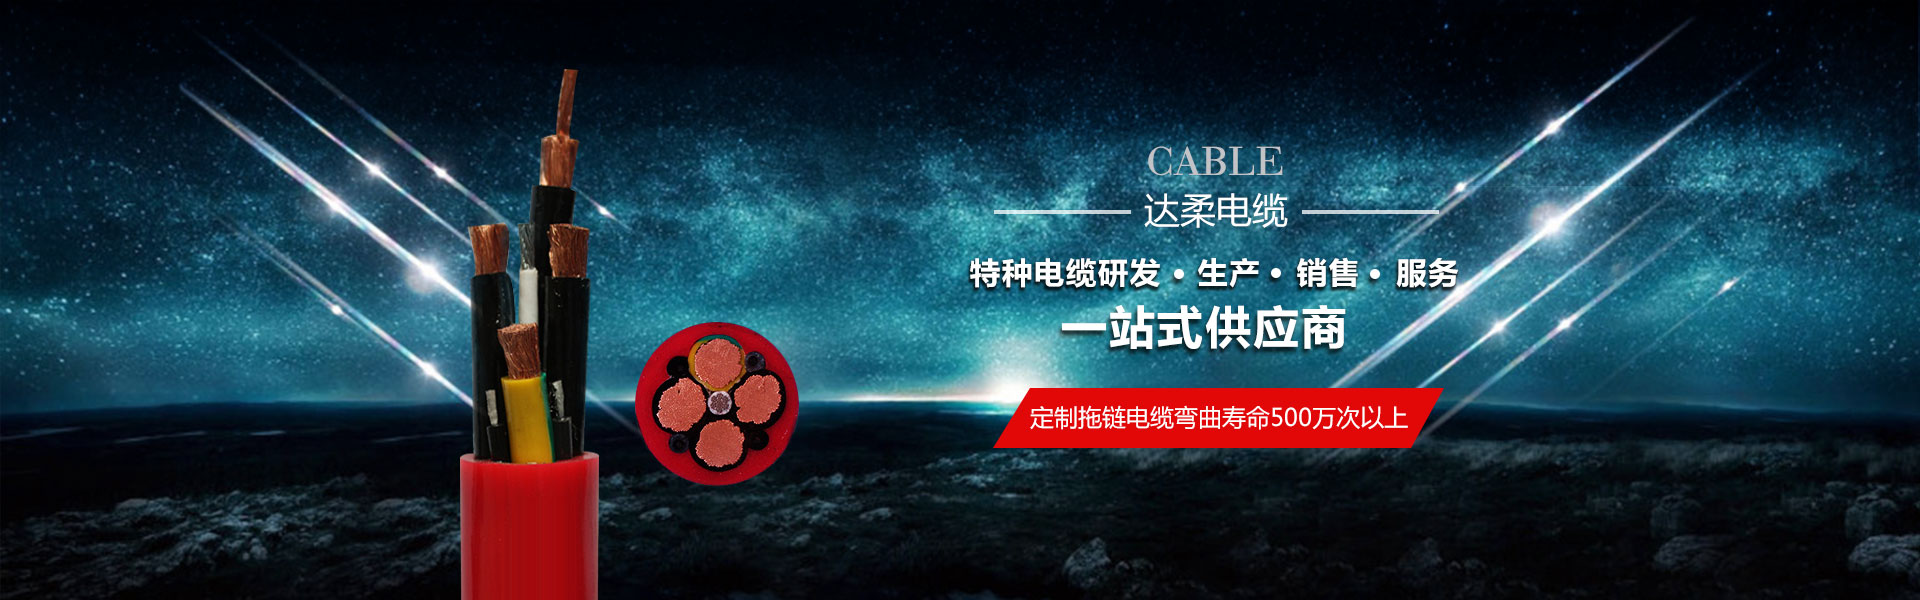 CABLE
达柔电缆
特种电缆研发 • 生产 • 销售 • 服务
一站式供应商
定制拖链电缆弯曲寿命500万次以上